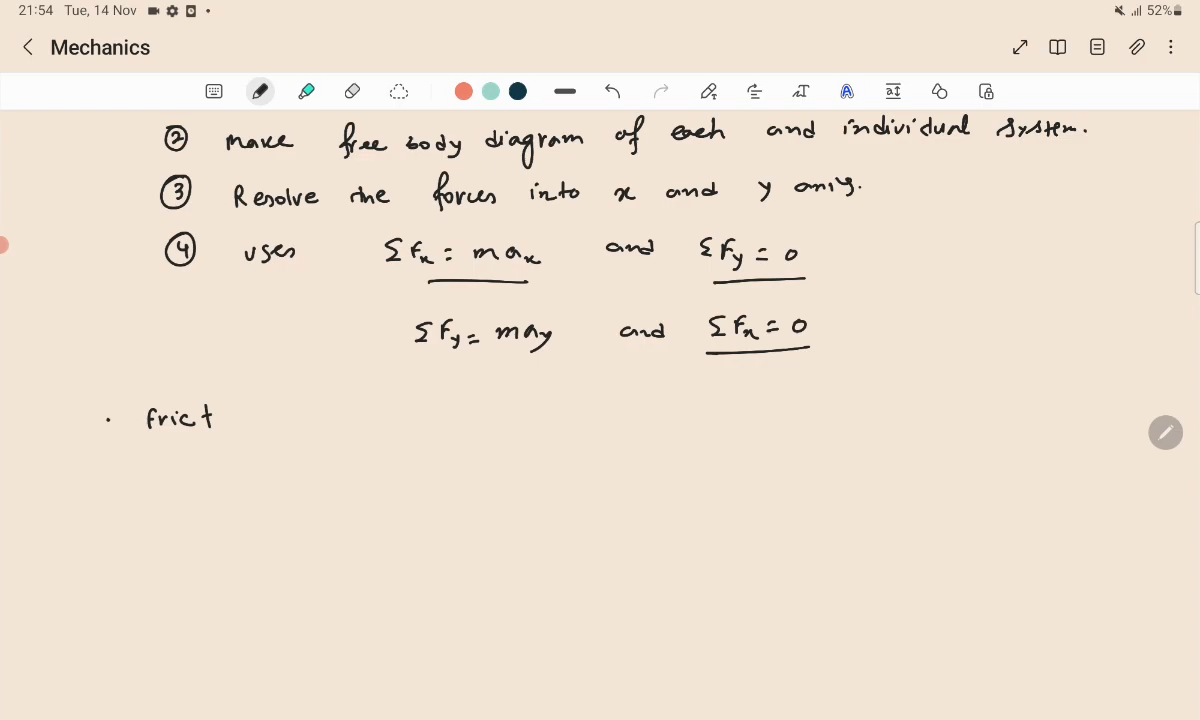 21:54 Tue, 14 Nov 52%
Mechanics
② make free body diagram of each and individual system.
③ Resolve the forces into x and y axis.
④ uses ΣFx = max and ΣFy = 0
ΣFy = may and ΣFx = 0
· frict